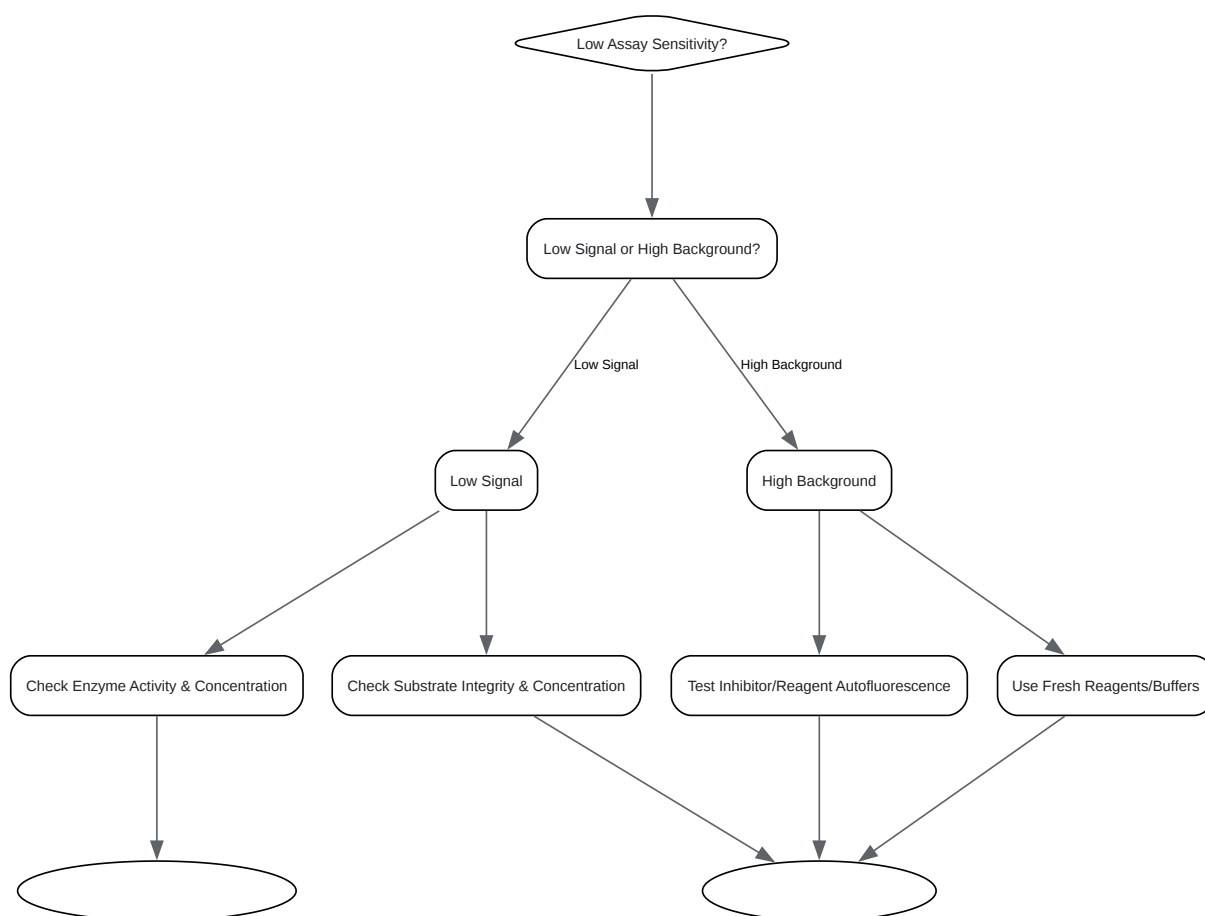 Low Assay Sensitivity?
Low Signal or High Background?
Low Signal
High Background
Low Signal
High Background
Check Enzyme Activity & Concentration
Check Substrate Integrity & Concentration
Test Inhibitor/Reagent Autofluorescence
Use Fresh Reagents/Buffers